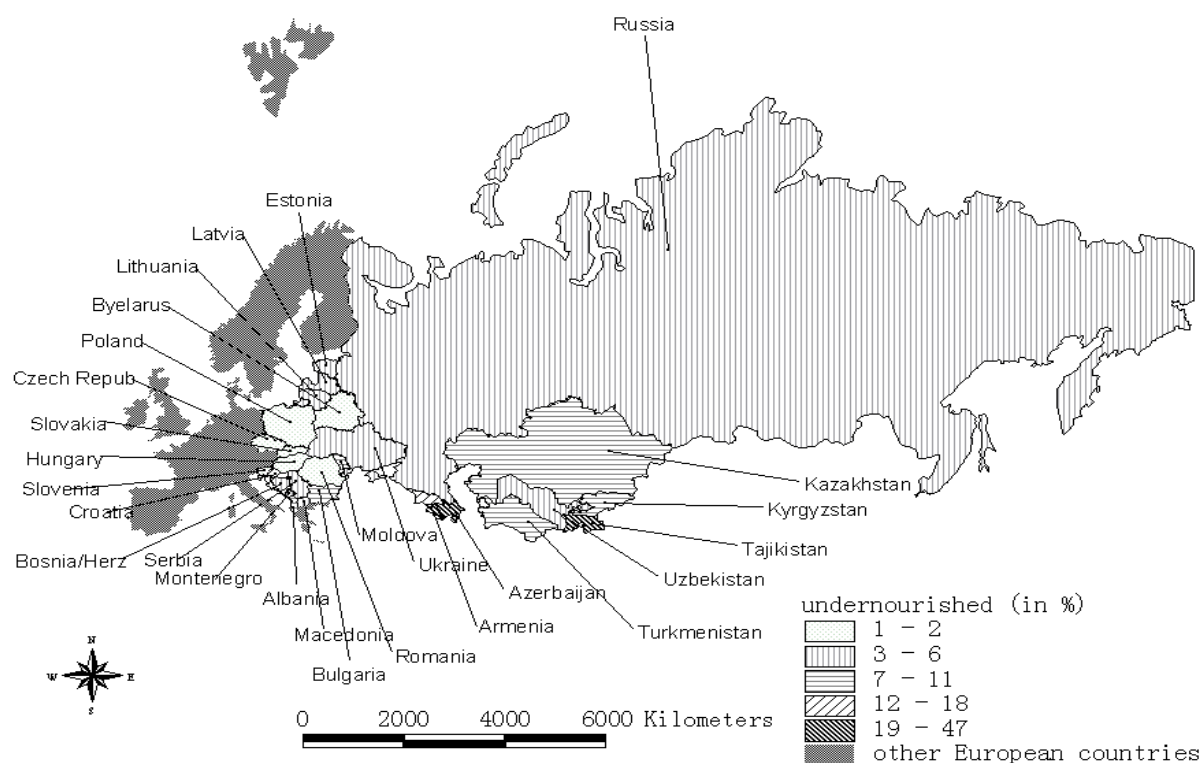 Russia
Estonia
Latvia
Lithuania
Byelarus
Poland
Czech Repub
Slovakia
Hungary
Slovenia
Croatia
Bosnia/Herz
Serbia
Montenegro
Albania
Macedonia
Bulgaria
Romania
Moldova
Ukraine
Armenia
Azerbaijan
Turkmenistan
Uzbekistan
Tajikistan
Kyrgyzstan
Kazakhstan
undernourished (in %)
1 - 2
3 - 6
7 - 11
12 - 18
19 - 47
other European countries
N
W E
S
0 2000 4000 6000 Kilometers